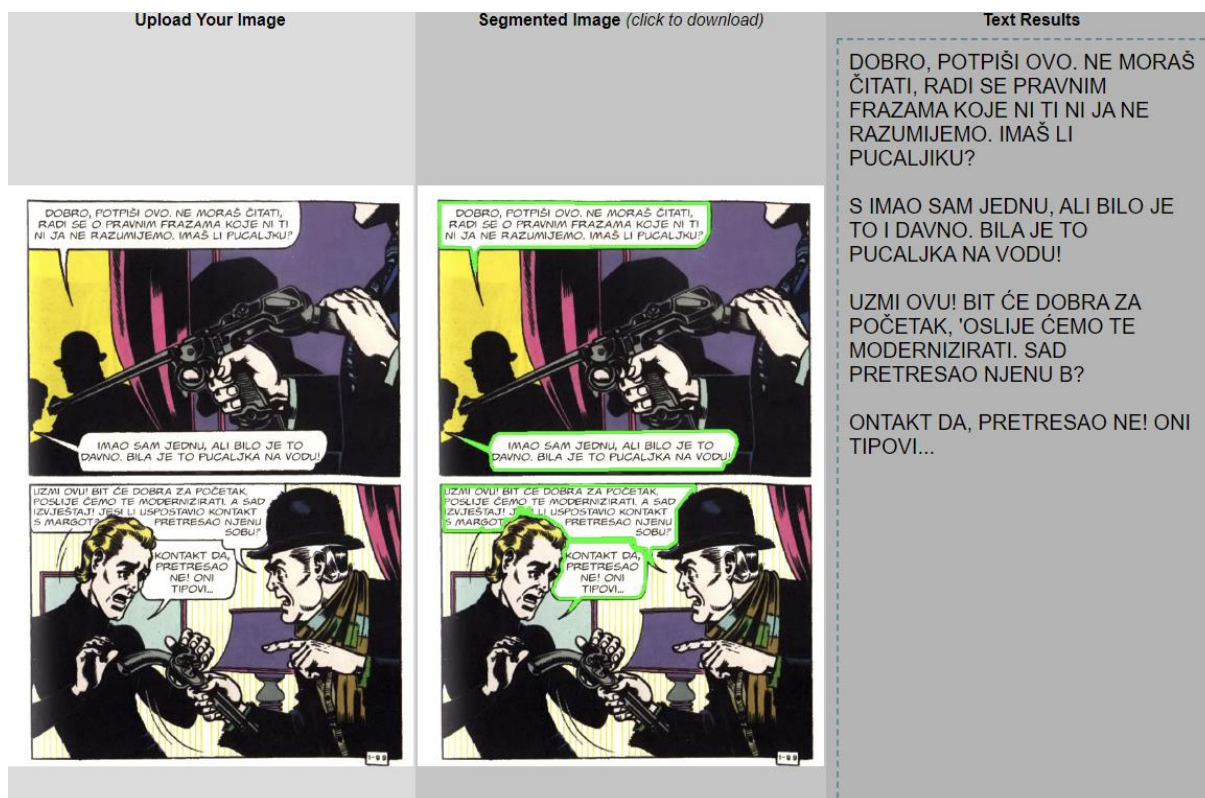 Upload Your Image
DOBRO, POTPIŠI OVO. NE MORAŠ ČITATI,
RADI SE O PRAVNIM FRAZAMA KOJE NI TI
NI JA NE RAZUMIJEMO. IMAŠ LI PUCALJKU?
IMAO SAM JEDNU, ALI BILO JE TO
DAVNO. BILA JE TO PUCALJKA NA VODU!
UZMI OVU! BIT ĆE DOBRA ZA POČETAK,
POSLIJE ĆEMO TE MODERNIZIRATI. A SAD
IZVJEŠTAJ! JESI LI USPOSTAVIO KONTAKT
S MARGOT? PRETRESAO NJENU
SOBU?
KONTAKT DA,
PRETRESAO
NE! ONI
TIPOVI...
Segmented Image (click to download)
DOBRO, POTPIŠI OVO. NE MORAŠ ČITATI,
RADI SE O PRAVNIM FRAZAMA KOJE NI TI
NI JA NE RAZUMIJEMO. IMAŠ LI PUCALJKU?
IMAO SAM JEDNU, ALI BILO JE TO
DAVNO. BILA JE TO PUCALJKA NA VODU!
UZMI OVU! BIT ĆE DOBRA ZA POČETAK,
POSLIJE ĆEMO TE MODERNIZIRATI. A SAD
IZVJEŠTAJ! JESI LI USPOSTAVIO KONTAKT
S MARGOT? PRETRESAO NJENU
SOBU?
KONTAKT DA,
PRETRESAO
NE! ONI
TIPOVI...
Text Results
DOBRO, POTPIŠI OVO. NE MORAŠ
ČITATI, RADI SE PRAVNIM
FRAZAMA KOJE NI TI NI JA NE
RAZUMIJEMO. IMAŠ LI
PUCALJIKU?
S IMAO SAM JEDNU, ALI BILO JE
TO I DAVNO. BILA JE TO
PUCALJKA NA VODU!
UZMI OVU! BIT ĆE DOBRA ZA
POČETAK, 'OSLIJE ĆEMO TE
MODERNIZIRATI. SAD
PRETRESAO NJENU B?
ONTAKT DA, PRETRESAO NE! ONI
TIPOVI...